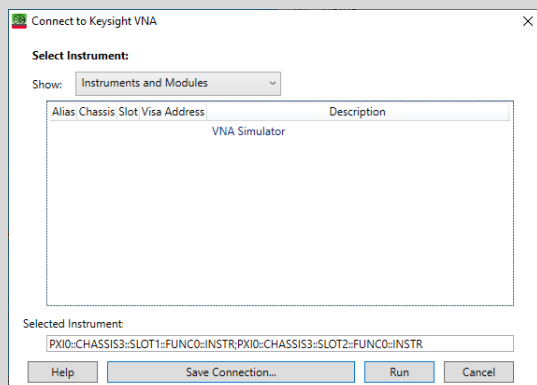 Connect to Keysight VNA
Select Instrument:
Show: Instruments and Modules
Alias Chassis Slot Visa Address Description
VNA Simulator
Selected Instrument:
PXI0::CHASSIS3::SLOT1::FUNC0::INSTR;PXI0::CHASSIS3::SLOT2::FUNC0::INSTR
Help Save Connection... Run Cancel